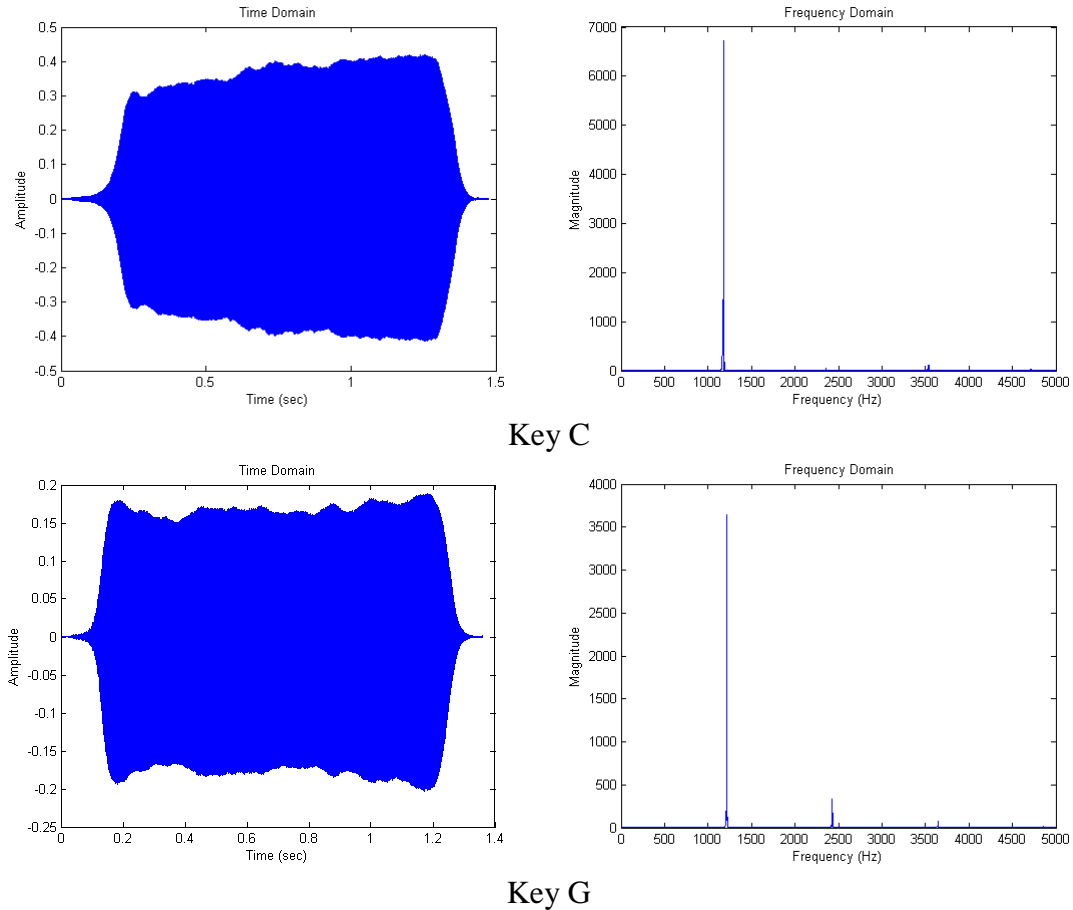 Time Domain
0.5
0.4
0.3
0.2
0.1
0
-0.1
-0.2
-0.3
-0.4
-0.5
Amplitude
0
0.5
1
1.5
Time (sec)
Frequency Domain
7000
6000
5000
4000
3000
2000
1000
0
Magnitude
0 500 1000 1500 2000 2500 3000 3500 4000 4500 5000
Frequency (Hz)
Key C
Time Domain
0.2
0.15
0.1
0.05
0
-0.05
-0.1
-0.15
-0.2
-0.25
Amplitude
0 0.2 0.4 0.6 0.8 1 1.2 1.4
Time (sec)
Frequency Domain
4000
3500
3000
2500
2000
1500
1000
500
0
Magnitude
0 500 1000 1500 2000 2500 3000 3500 4000 4500 5000
Frequency (Hz)
Key G